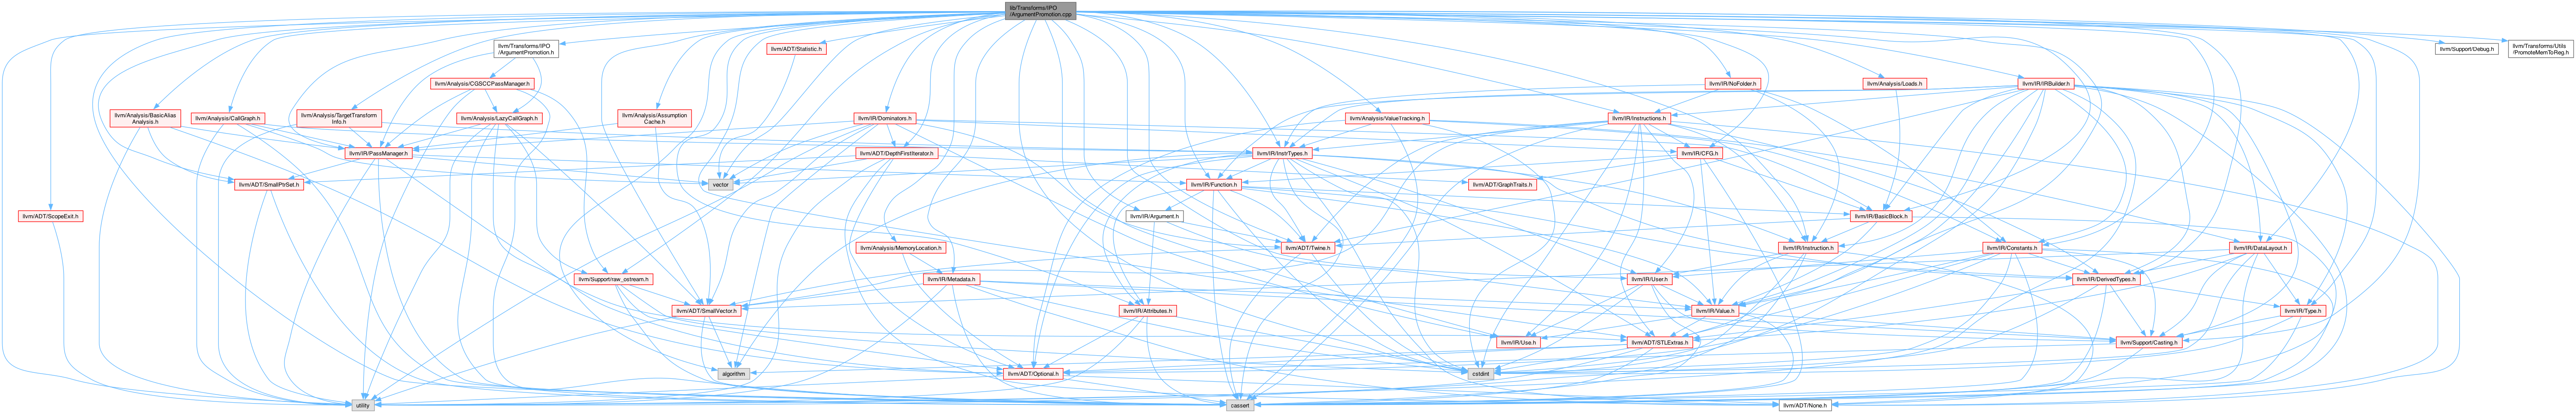 lib/Transforms/IPO
/ArgumentPromotion.cpp
llvm/Transforms/IPO
/ArgumentPromotion.h
llvm/ADT/Statistic.h
llvm/Support/Debug.h
llvm/Transforms/Utils
/PromoteMemToReg.h
llvm/Analysis/CGSCCPassManager.h
llvm/IR/NoFolder.h
llvm/Analysis/Loads.h
llvm/IR/IRBuilder.h
llvm/Analysis/BasicAlias
Analysis.h
llvm/Analysis/CallGraph.h
llvm/Analysis/TargetTransform
Info.h
llvm/Analysis/LazyCallGraph.h
llvm/Analysis/Assumption
Cache.h
llvm/IR/Dominators.h
llvm/Analysis/ValueTracking.h
llvm/IR/Instructions.h
llvm/IR/PassManager.h
llvm/ADT/DepthFirstIterator.h
llvm/IR/InstrTypes.h
llvm/IR/CFG.h
llvm/ADT/SmallPtrSet.h
vector
llvm/IR/Function.h
llvm/ADT/GraphTraits.h
llvm/ADT/ScopeExit.h
llvm/IR/Argument.h
llvm/IR/BasicBlock.h
llvm/Analysis/MemoryLocation.h
llvm/ADT/Twine.h
llvm/IR/Instruction.h
llvm/IR/Constants.h
llvm/IR/DataLayout.h
llvm/Support/raw_ostream.h
llvm/IR/Metadata.h
llvm/IR/User.h
llvm/IR/DerivedTypes.h
llvm/ADT/SmallVector.h
llvm/IR/Attributes.h
llvm/IR/Value.h
llvm/IR/Type.h
llvm/IR/Use.h
llvm/ADT/STLExtras.h
llvm/Support/Casting.h
algorithm
llvm/ADT/Optional.h
cstdint
utility
cassert
llvm/ADT/None.h